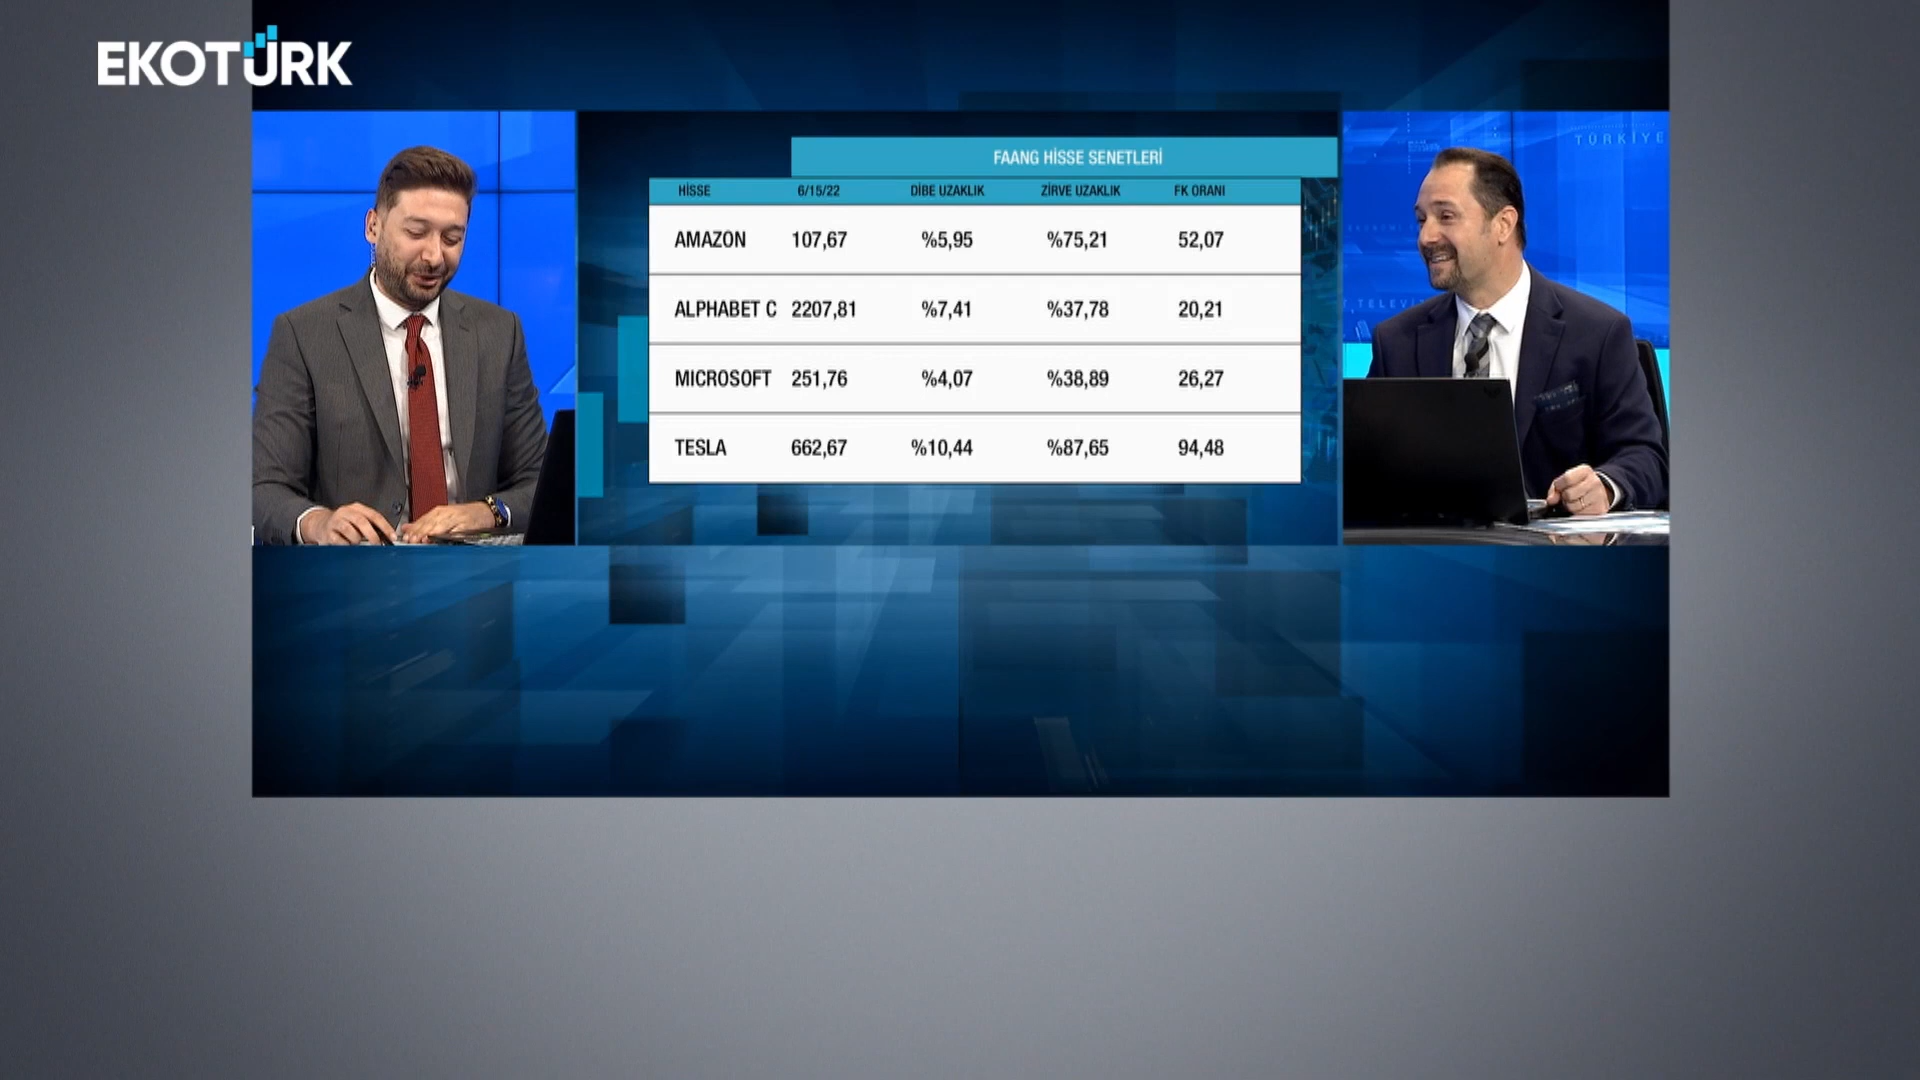 EKOTÜRK
TÜRKİYE
FAANG HİSSE SENETLERİ
HİSSE 6/15/22 DİBE UZAKLIK ZİRVE UZAKLIK FK ORANI
AMAZON 107,67 %5,95 %75,21 52,07
ALPHABET C 2207,81 %7,41 %37,78 20,21
MICROSOFT 251,76 %4,07 %38,89 26,27
TESLA 662,67 %10,44 %87,65 94,48